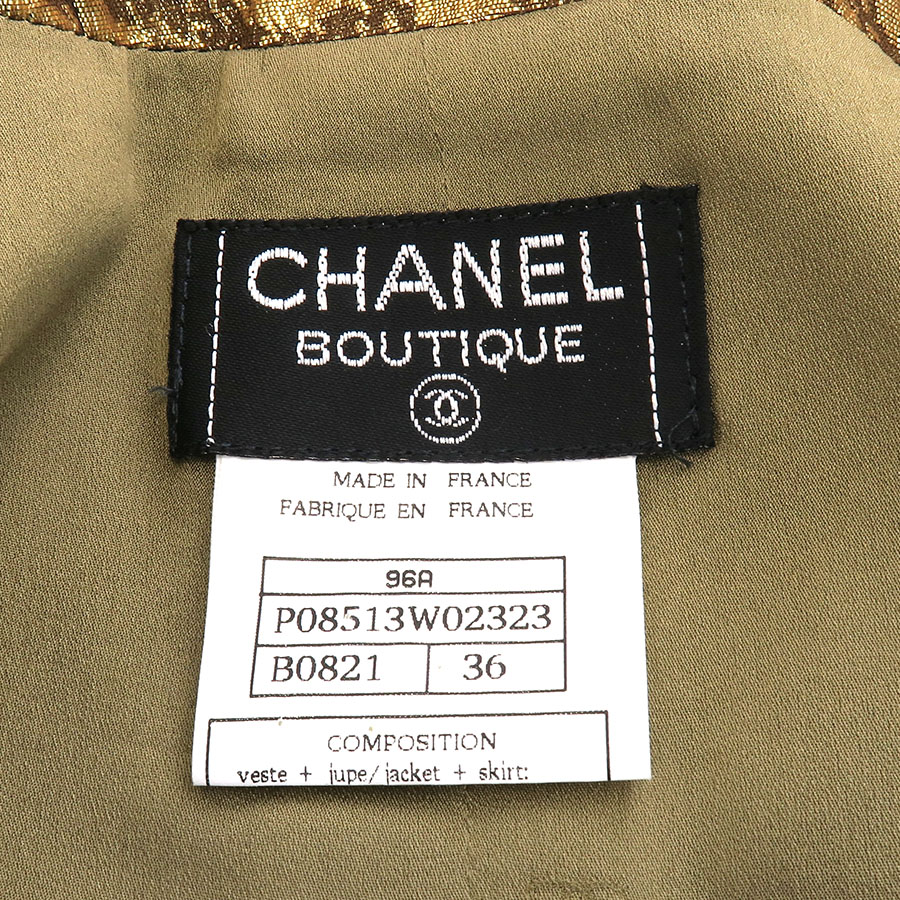 CHANEL
BOUTIQUE
MADE IN FRANCE
FABRIQUE EN FRANCE
96A
P08513W02323
B0821 36
COMPOSITION
veste + jupe/jacket + skirt: